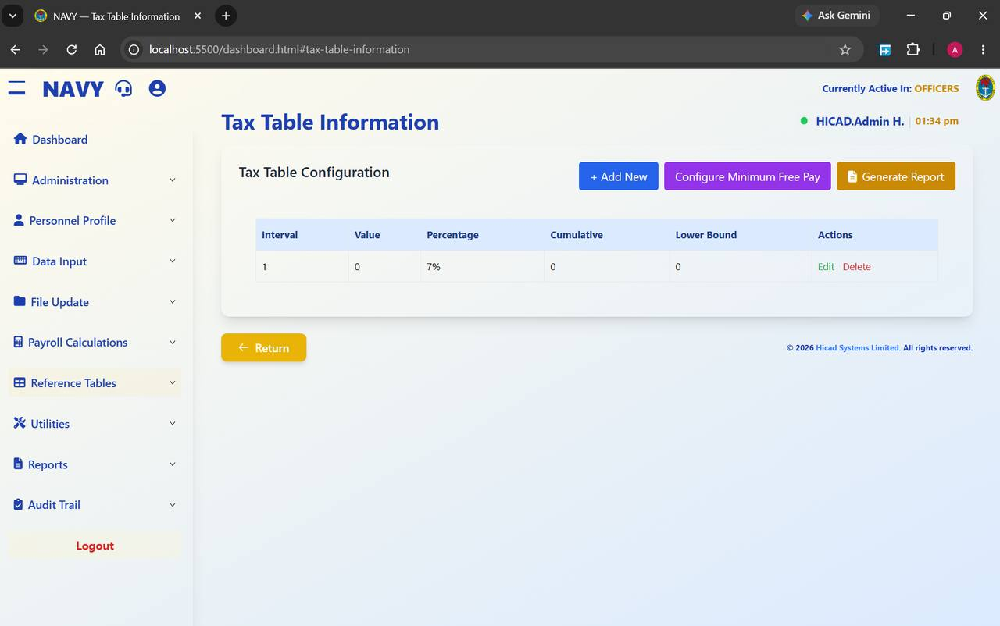 NAVY — Tax Table Information
Ask Gemini
localhost:5500/dashboard.html#tax-table-information
A
NAVY
Currently Active In: OFFICERS
Tax Table Information
HICAD.Admin H. | 01:34 pm
Dashboard
Administration
Personnel Profile
Data Input
File Update
Payroll Calculations
Reference Tables
Utilities
Reports
Audit Trail
Logout
Tax Table Configuration
+ Add New
Configure Minimum Free Pay
Generate Report
Interval Value Percentage Cumulative Lower Bound Actions
1 0 7% 0 0 Edit Delete
← Return
© 2026 Hicad Systems Limited. All rights reserved.